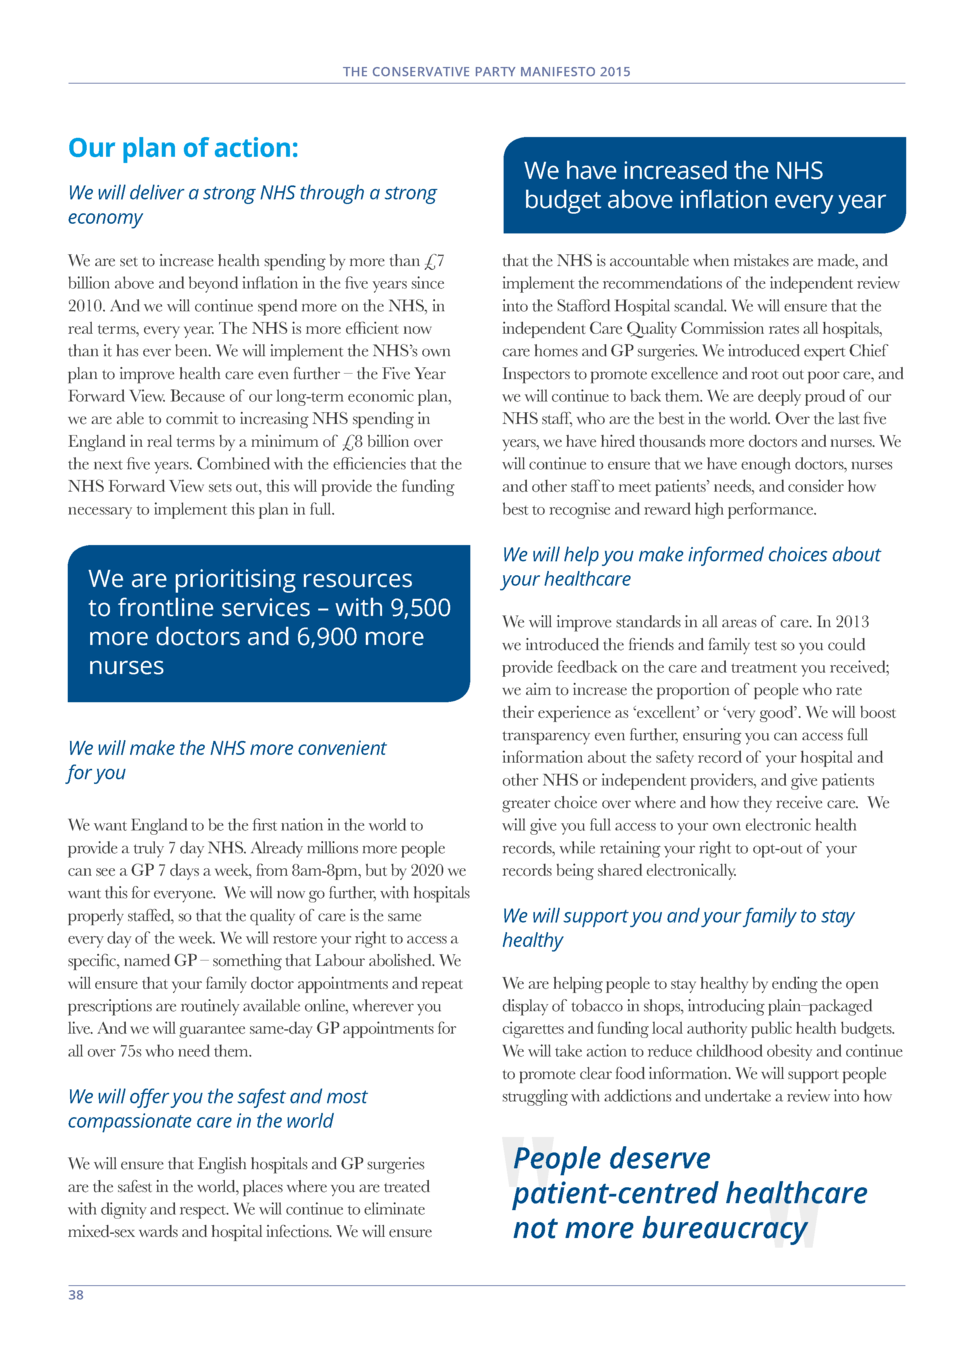 THE CONSERVATIVE PARTY MANIFESTO 2015
Our plan of action:
We will deliver a strong NHS through a strong
economy
We are set to increase health spending by more than £7
billion above and beyond inflation in the five years since
2010. And we will continue spend more on the NHS, in
real terms, every year. The NHS is more efficient now
than it has ever been. We will implement the NHS’s own
plan to improve health care even further – the Five Year
Forward View. Because of our long-term economic plan,
we are able to commit to increasing NHS spending in
England in real terms by a minimum of £8 billion over
the next five years. Combined with the efficiencies that the
NHS Forward View sets out, this will provide the funding
necessary to implement this plan in full.
We are prioritising resources
to frontline services – with 9,500
more doctors and 6,900 more
nurses
We will make the NHS more convenient
for you
We want England to be the first nation in the world to
provide a truly 7 day NHS. Already millions more people
can see a GP 7 days a week, from 8am-8pm, but by 2020 we
want this for everyone.  We will now go further, with hospitals
properly staffed, so that the quality of care is the same
every day of the week. We will restore your right to access a
specific, named GP – something that Labour abolished. We
will ensure that your family doctor appointments and repeat
prescriptions are routinely available online, wherever you
live. And we will guarantee same-day GP appointments for
all over 75s who need them.
We will offer you the safest and most
compassionate care in the world
We will ensure that English hospitals and GP surgeries
are the safest in the world, places where you are treated
with dignity and respect. We will continue to eliminate
mixed-sex wards and hospital infections. We will ensure
We have increased the NHS
budget above inflation every year
that the NHS is accountable when mistakes are made, and
implement the recommendations of the independent review
into the Stafford Hospital scandal. We will ensure that the
independent Care Quality Commission rates all hospitals,
care homes and GP surgeries. We introduced expert Chief
Inspectors to promote excellence and root out poor care, and
we will continue to back them. We are deeply proud of our
NHS staff, who are the best in the world. Over the last five
years, we have hired thousands more doctors and nurses. We
will continue to ensure that we have enough doctors, nurses
and other staff to meet patients’ needs, and consider how
best to recognise and reward high performance.
We will help you make informed choices about
your healthcare
We will improve standards in all areas of care. In 2013
we introduced the friends and family test so you could
provide feedback on the care and treatment you received;
we aim to increase the proportion of people who rate
their experience as ‘excellent’ or ‘very good’. We will boost
transparency even further, ensuring you can access full
information about the safety record of your hospital and
other NHS or independent providers, and give patients
greater choice over where and how they receive care.  We
will give you full access to your own electronic health
records, while retaining your right to opt-out of your
records being shared electronically.
We will support you and your family to stay
healthy
We are helping people to stay healthy by ending the open
display of tobacco in shops, introducing plain–packaged
cigarettes and funding local authority public health budgets.
We will take action to reduce childhood obesity and continue
to promote clear food information. We will support people
struggling with addictions and undertake a review into how
"People deserve
patient-centred healthcare
not more bureaucracy"
38